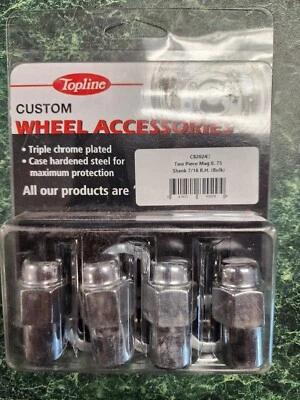 Topline
CUSTOM
WHEEL ACCESSORIES
• Triple chrome plated
• Case hardened steel for
maximum protection
All our products are
Two Piece Mag 0. 75
Shank 7/16 R.H. (Bulk)